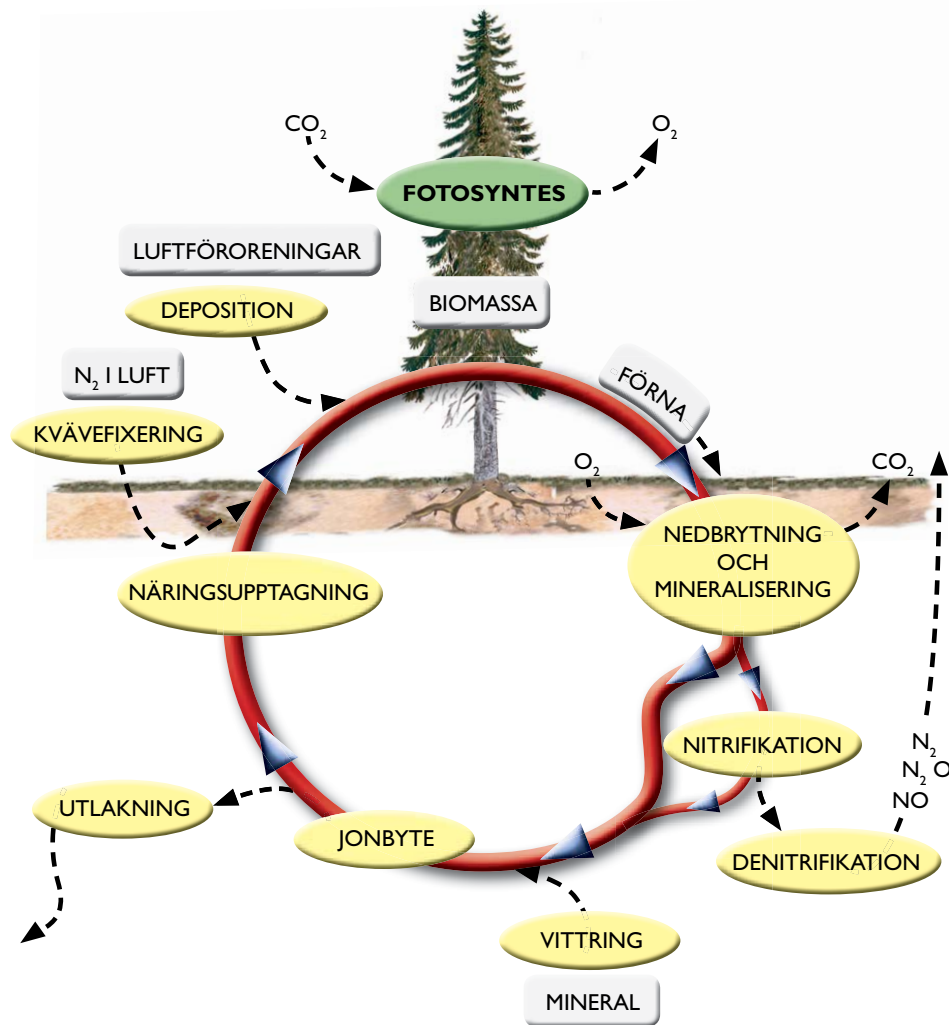 CO₂
O₂
FOTOSYNTES
LUFTFÖRORENINGAR
DEPOSITION
BIOMASSA
N₂ I LUFT
FÖRNA
KVÄVEFIXERING
O₂
CO₂
NEDBRYTNING
OCH
MINERALISERING
NÄRINGSUPPTAGNING
NITRIFIKATION
N₂
N₂O
NO
UTLAKNING
JONBYTE
DENITRIFIKATION
VITTRING
MINERAL